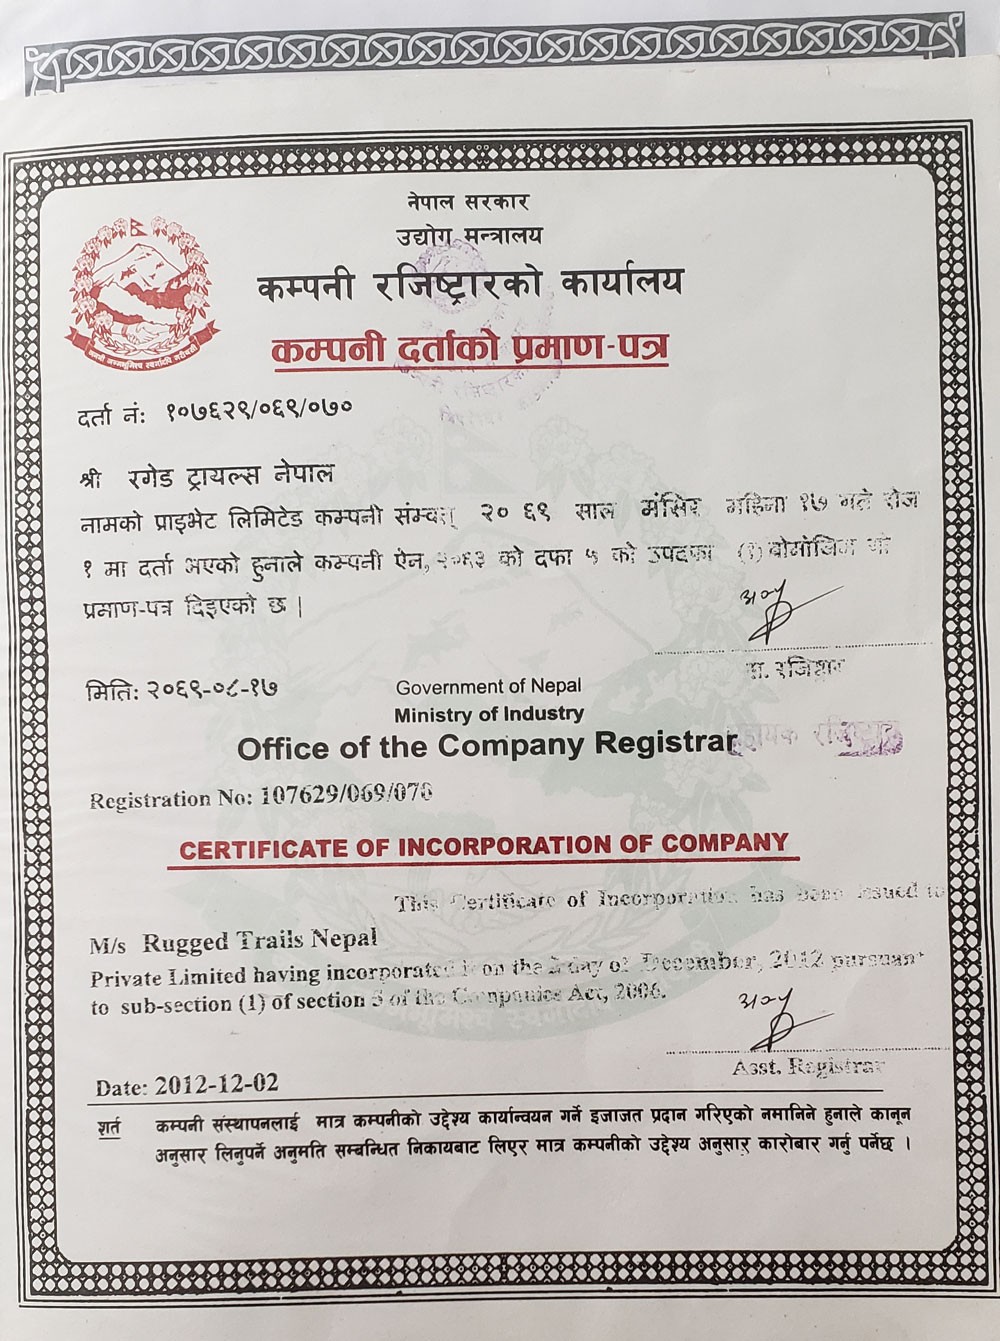 नेपाल सरकार
उद्योग मन्त्रालय
कम्पनी रजिष्ट्रारको कार्यालय
कम्पनी दर्ताको प्रमाण-पत्र
दर्ता नं: १०७६२९/०६९/०७०
श्री रगेड ट्रायल्स नेपाल
नामको प्राइभेट लिमिटेड कम्पनी संम्वत् २०६९ साल मंसिर महिना १७ गते रोज
१ मा दर्ता भएको हुनाले कम्पनी ऐन, २०६३ को दफा ५ को उपदफा (१) बोमोजिम यो
प्रमाण-पत्र दिइएको छ |
स. रजिष्ट्रार
मिति: २०६९-०८-१७
Government of Nepal
Ministry of Industry
Office of the Company Registrar
सहायक रजिष्ट्रार
Registration No: 107629/069/070
CERTIFICATE OF INCORPORATION OF COMPANY
This Certificate of Incorporation has been issued to
M/s Rugged Trails Nepal
Private Limited having incorporated on the 2 day of December, 2012 pursuant
to sub-section (1) of section 5 of the Companies Act, 2006.
Asst. Registrar
Date: 2012-12-02
शर्त कम्पनी संस्थापनलाई मात्र कम्पनीको उद्देश्य कार्यान्वयन गर्ने इजाजत प्रदान गरिएको नमानिने हुनाले कानून
अनुसार लिनुपर्ने अनुमति सम्बन्धित निकायबाट लिएर मात्र कम्पनीको उद्देश्य अनुसार कारोबार गर्नु पर्नेछ ।